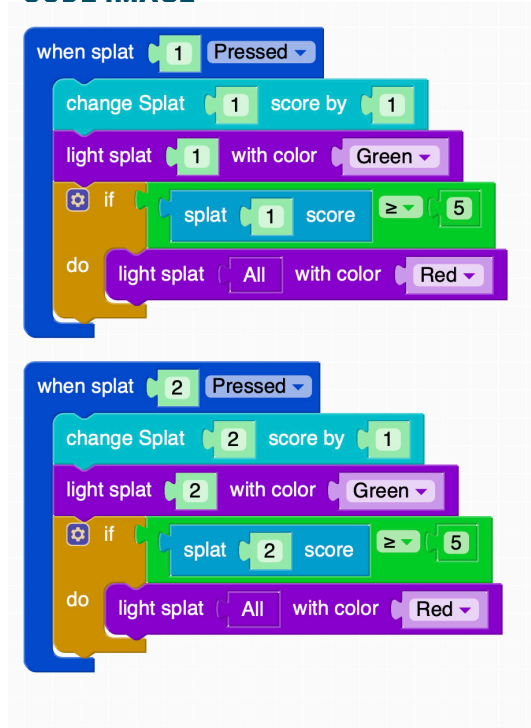 CODE IMAGE
when splat 1 Pressed
change Splat 1 score by 1
light splat 1 with color Green
if splat 1 score ≥ 5
do light splat All with color Red
when splat 2 Pressed
change Splat 2 score by 1
light splat 2 with color Green
if splat 2 score ≥ 5
do light splat All with color Red